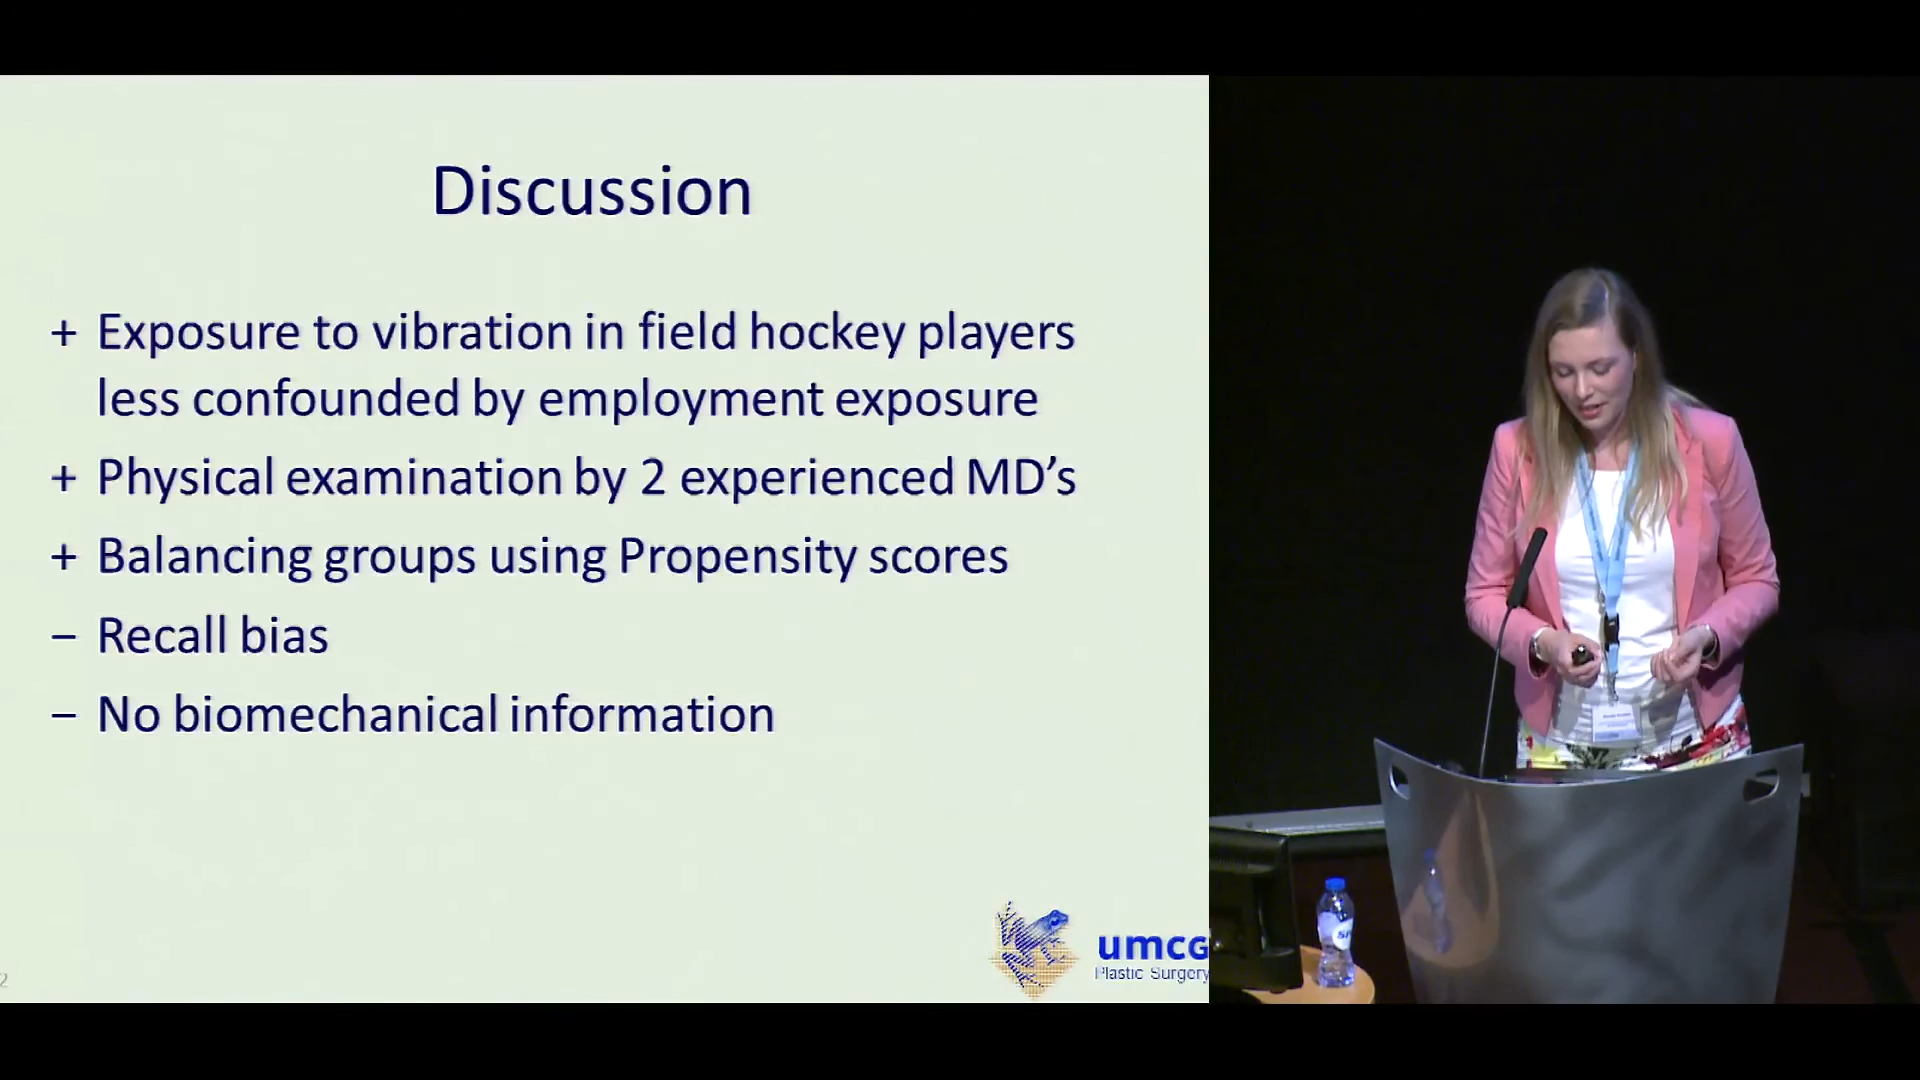 Discussion
+ Exposure to vibration in field hockey players
less confounded by employment exposure
+ Physical examination by 2 experienced MD’s
+ Balancing groups using Propensity scores
– Recall bias
– No biomechanical information
umcg
Plastic Surgery
2